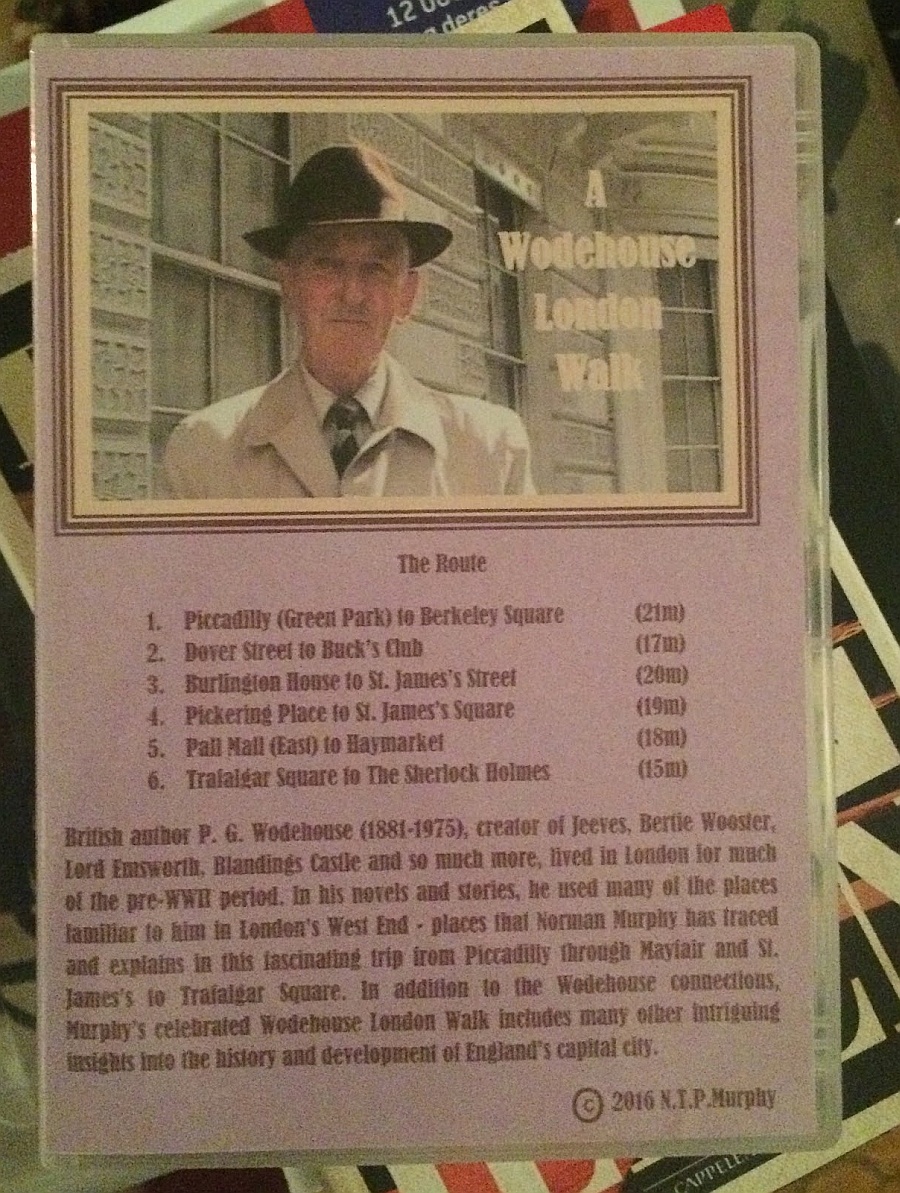 12
deres
A
Wodehouse
London
Walk
The Route
1. Piccadilly (Green Park) to Berkeley Square (21m)
2. Dover Street to Buck's Club (17m)
3. Burlington House to St. James's Street (20m)
4. Pickering Place to St. James's Square (19m)
5. Pall Mall (East) to Haymarket (18m)
6. Trafalgar Square to The Sherlock Holmes (15m)
British author P. G. Wodehouse (1881-1975), creator of Jeeves, Bertie Wooster,
Lord Emsworth, Blandings Castle and so much more, lived in London for much
of the pre-WWII period. In his novels and stories, he used many of the places
familiar to him in London's West End - places that Norman Murphy has traced
and explains in this fascinating trip from Piccadilly through Mayfair and St.
James's to Trafalgar Square. In addition to the Wodehouse connections,
Murphy's celebrated Wodehouse London Walk includes many other intriguing
insights into the history and development of England's capital city.
© 2016 N.T.P.Murphy
CAPPELE